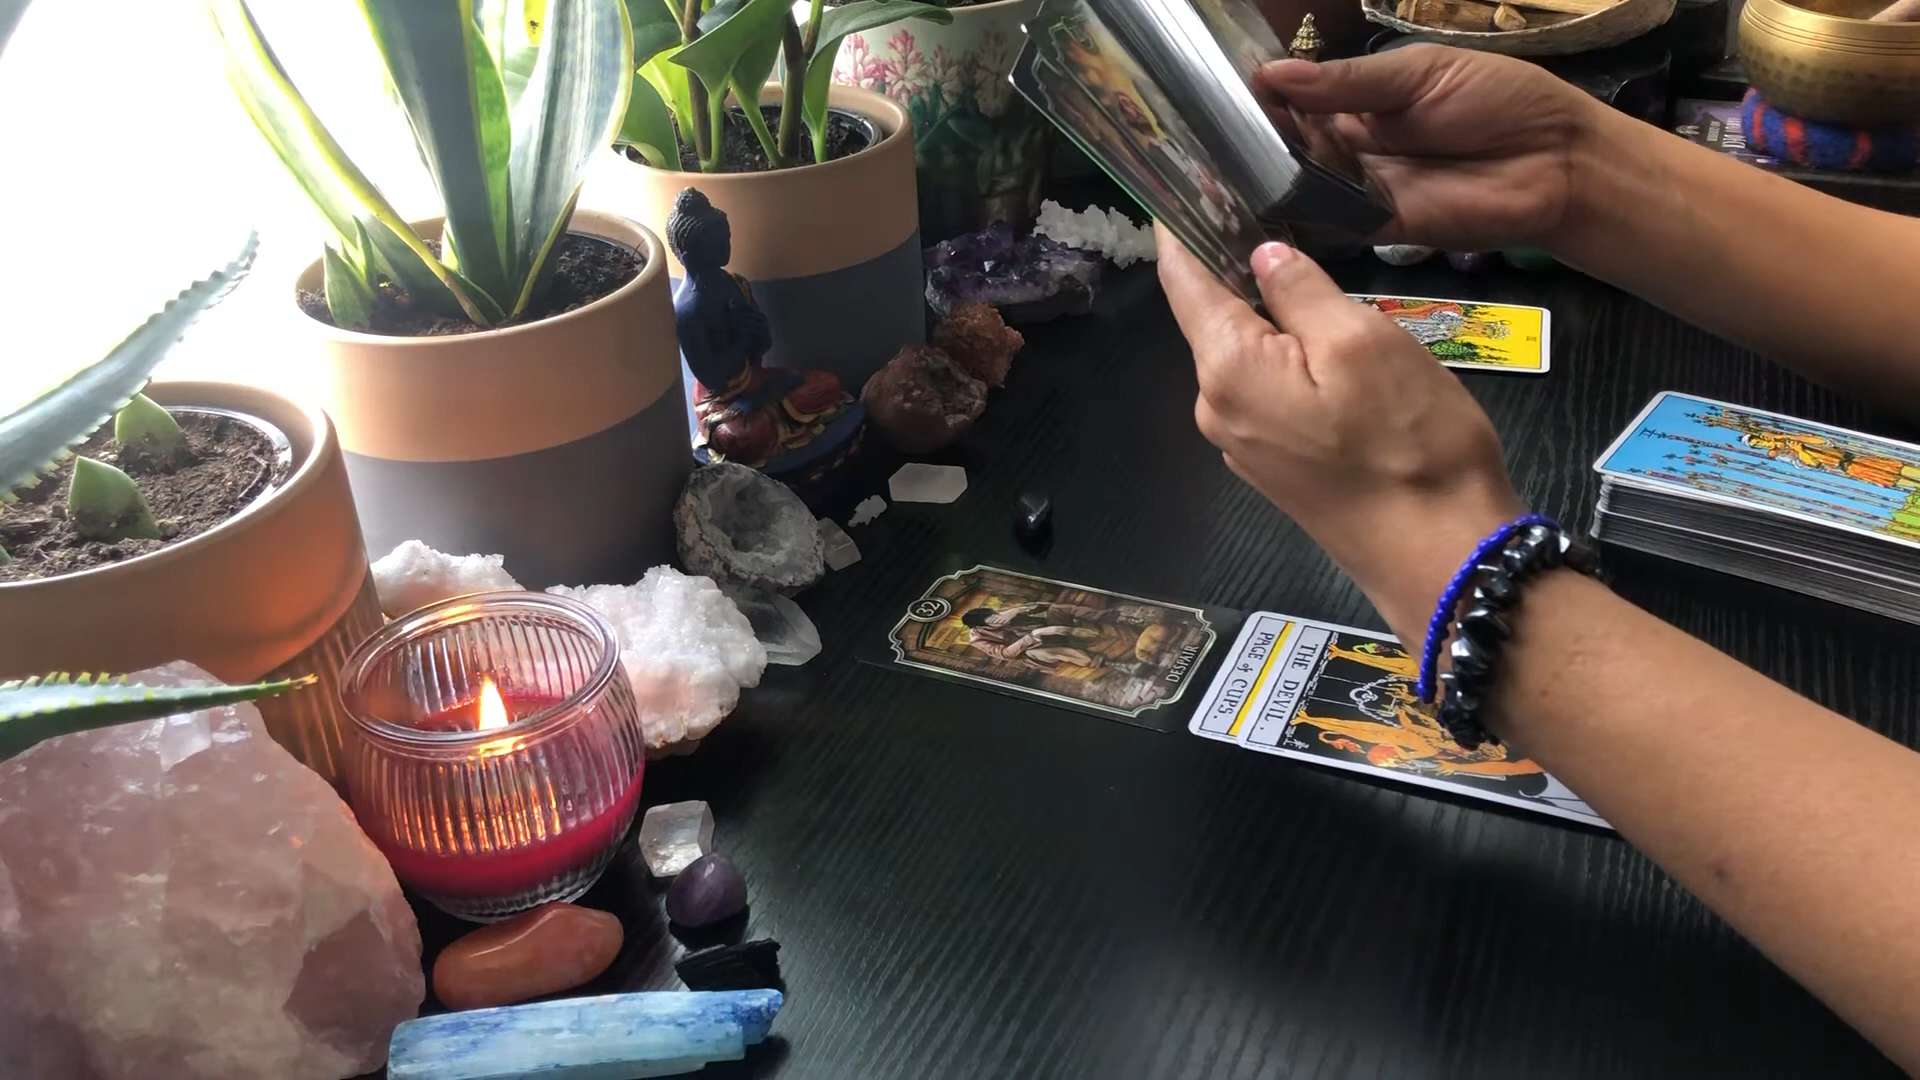 32
DESPAIR
PAGE of CUPS.
THE DEVIL.